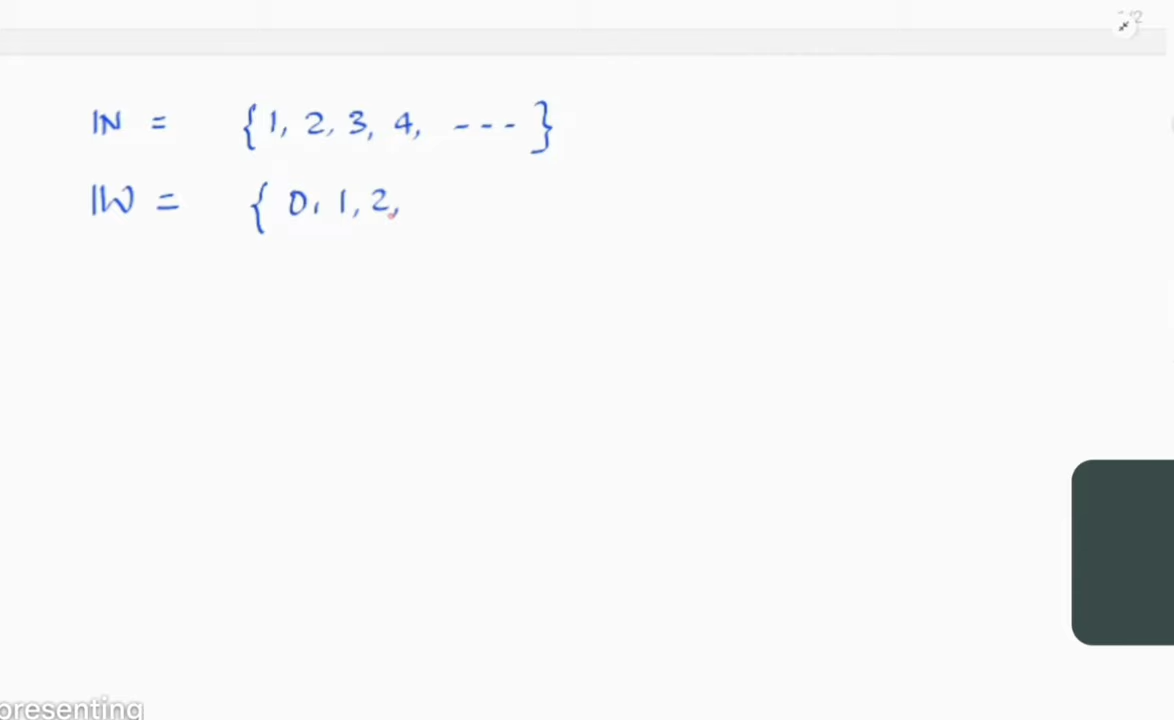 ℕ = {1, 2, 3, 4, ---}
𝕎 = { 0, 1, 2,
presenting